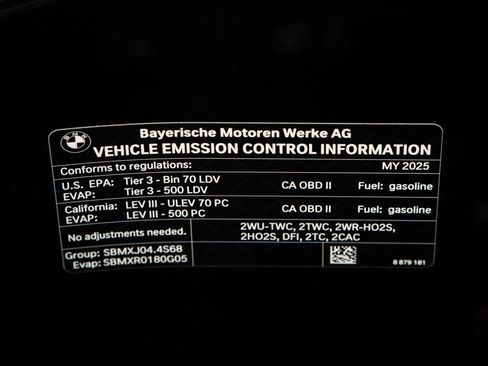 BMW
Bayerische Motoren Werke AG
VEHICLE EMISSION CONTROL INFORMATION
Conforms to regulations: MY 2025
U.S. EPA: Tier 3 - Bin 70 LDV CA OBD II Fuel: gasoline
EVAP: Tier 3 - 500 LDV
California: LEV III - ULEV 70 PC CA OBD II Fuel: gasoline
EVAP: LEV III - 500 PC
No adjustments needed. 2WU-TWC, 2TWC, 2WR-HO2S,
2HO2S, DFI, 2TC, 2CAC
Group: SBMXJ04.4S68
Evap: SBMXR0180G05
8 879 181